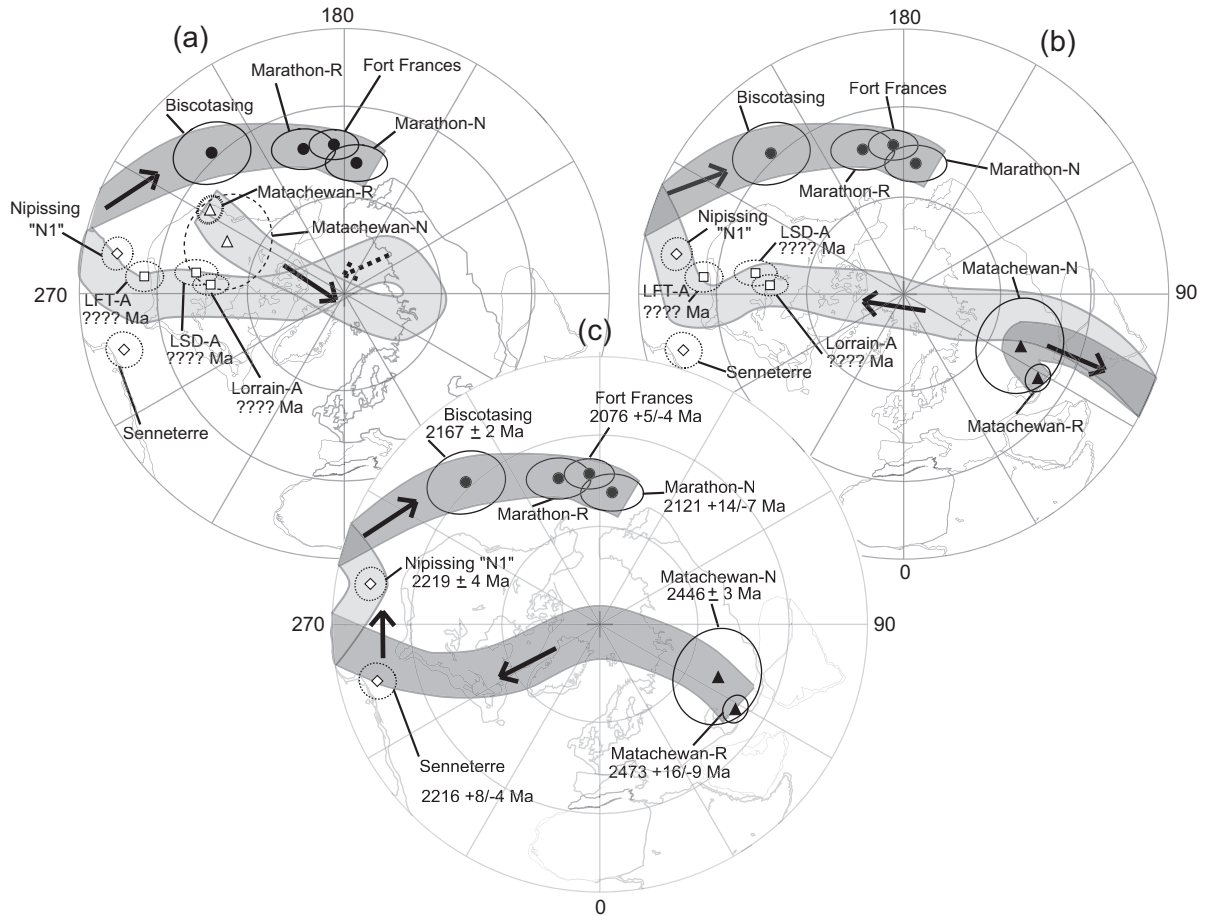 180
(a)
Marathon-R
Fort Frances
Biscotasing
Marathon-N
Matachewan-R
Nipissing
"N1"
Matachewan-N
270
LFT-A
???? Ma
LSD-A
???? Ma
Lorrain-A
???? Ma
Senneterre
180
(b)
Fort Frances
Biscotasing
Marathon-N
Marathon-R
Nipissing
"N1"
LSD-A
???? Ma
Matachewan-N
270
90
LFT-A
???? Ma
Lorrain-A
???? Ma
Senneterre
Matachewan-R
0
(c)
Fort Frances
2076 +5/-4 Ma
Biscotasing
2167 ± 2 Ma
Marathon-N
2121 +14/-7 Ma
Marathon-R
Nipissing "N1"
2219 ± 4 Ma
Matachewan-N
2446 ± 3 Ma
270
90
Matachewan-R
2473 +16/-9 Ma
Senneterre
2216 +8/-4 Ma
0